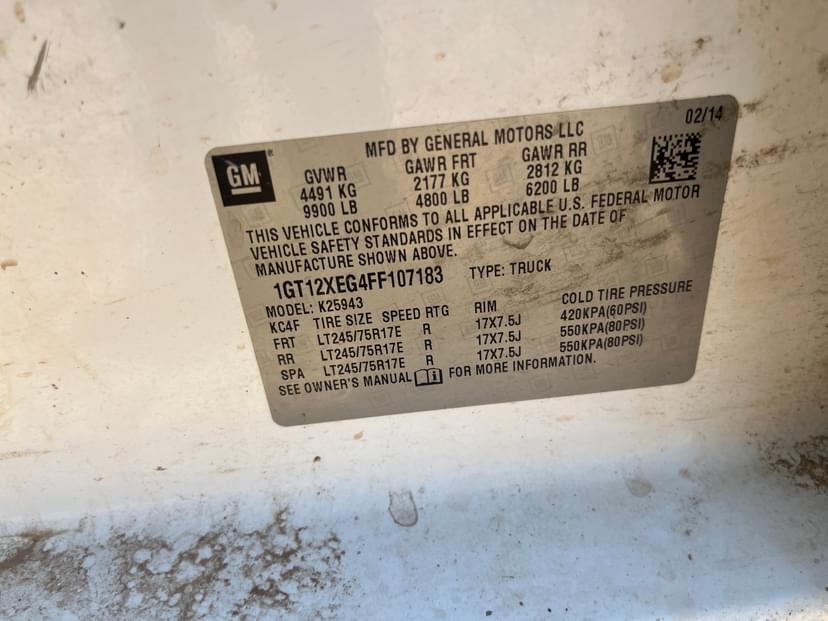 02/14
GM
MFD BY GENERAL MOTORS LLC
GVWR GAWR FRT GAWR RR
4491 KG 2177 KG 2812 KG
9900 LB 4800 LB 6200 LB
THIS VEHICLE CONFORMS TO ALL APPLICABLE U.S. FEDERAL MOTOR
VEHICLE SAFETY STANDARDS IN EFFECT ON THE DATE OF
MANUFACTURE SHOWN ABOVE.
1GT12XEG4FF107183 TYPE: TRUCK
MODEL: K25943
KC4F TIRE SIZE SPEED RTG RIM COLD TIRE PRESSURE
FRT LT245/75R17E R 17X7.5J 420KPA(60PSI)
RR LT245/75R17E R 17X7.5J 550KPA(80PSI)
SPA LT245/75R17E R 17X7.5J 550KPA(80PSI)
SEE OWNER'S MANUAL FOR MORE INFORMATION.